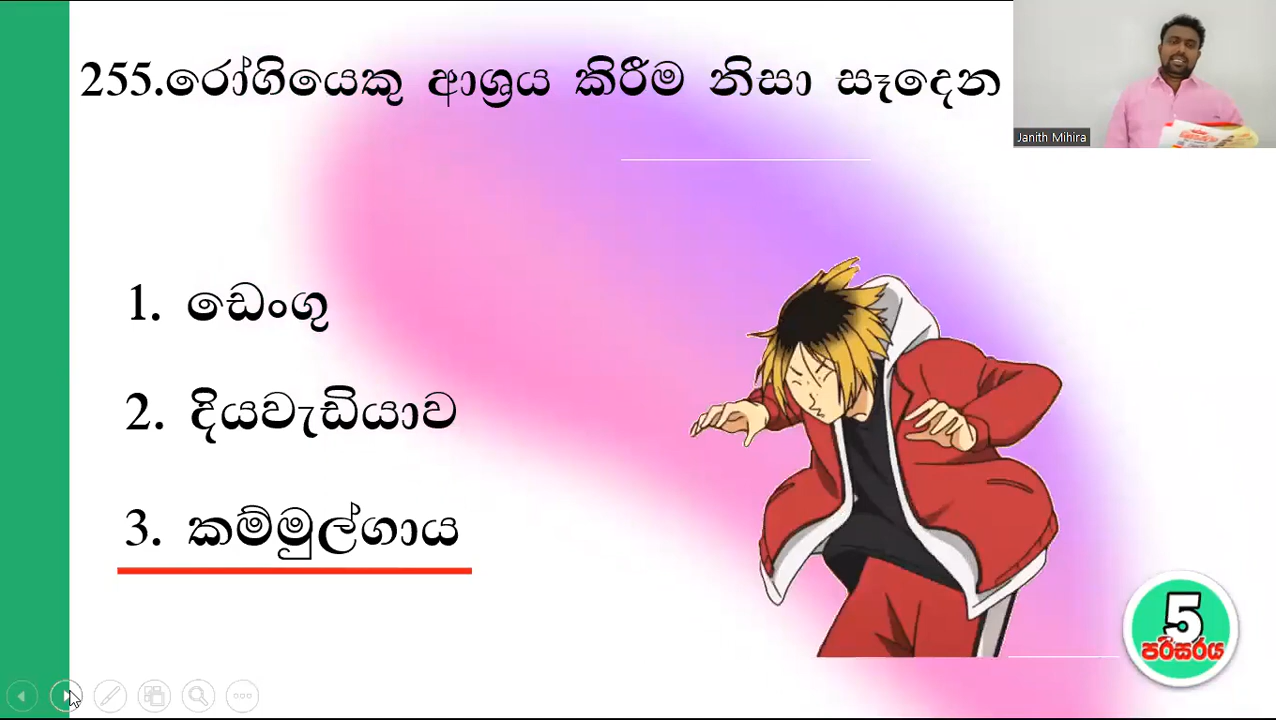 255.රෝගියෙකු ආශ්‍රය කිරීම නිසා සෑදෙන
Janith Mihira
1. ඩෙංගු
2. දියවැඩියාව
3. කම්මුල්ගාය
5
පරිසරය